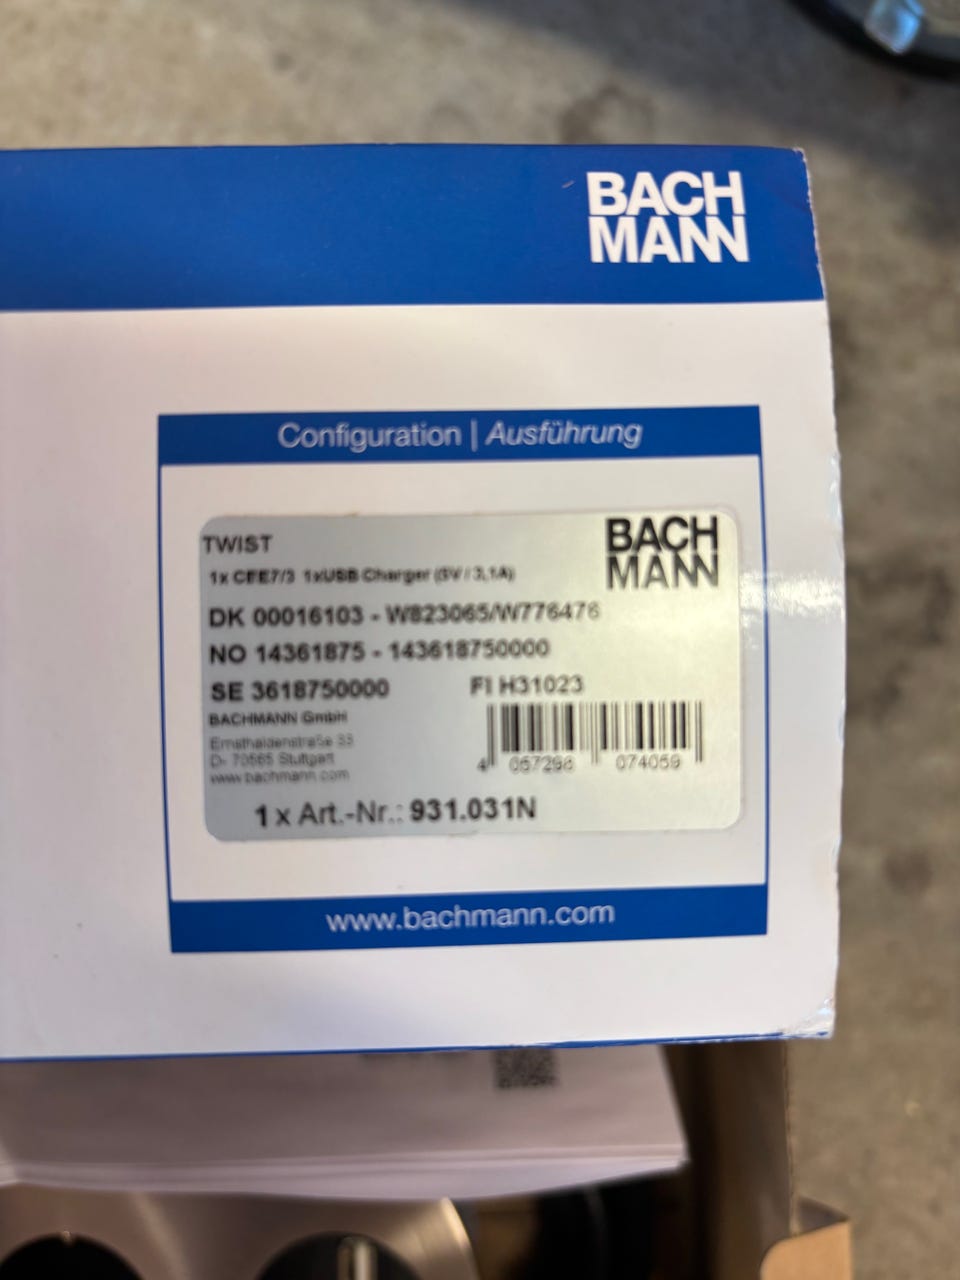 BACH
MANN
Configuration | Ausführung
TWIST
BACH
MANN
1x CEE7/3 1xUSB Charger (5V / 3,1A)
DK 00016103 - W823065/W776476
NO 14361875 - 143618750000
SE 3618750000 FI H31023
BACHMANN GmbH
Ernsthaldenstraße 33
D- 70565 Stuttgart
www.bachmann.com
4 057298 074059
1 x Art.-Nr.: 931.031N
www.bachmann.com